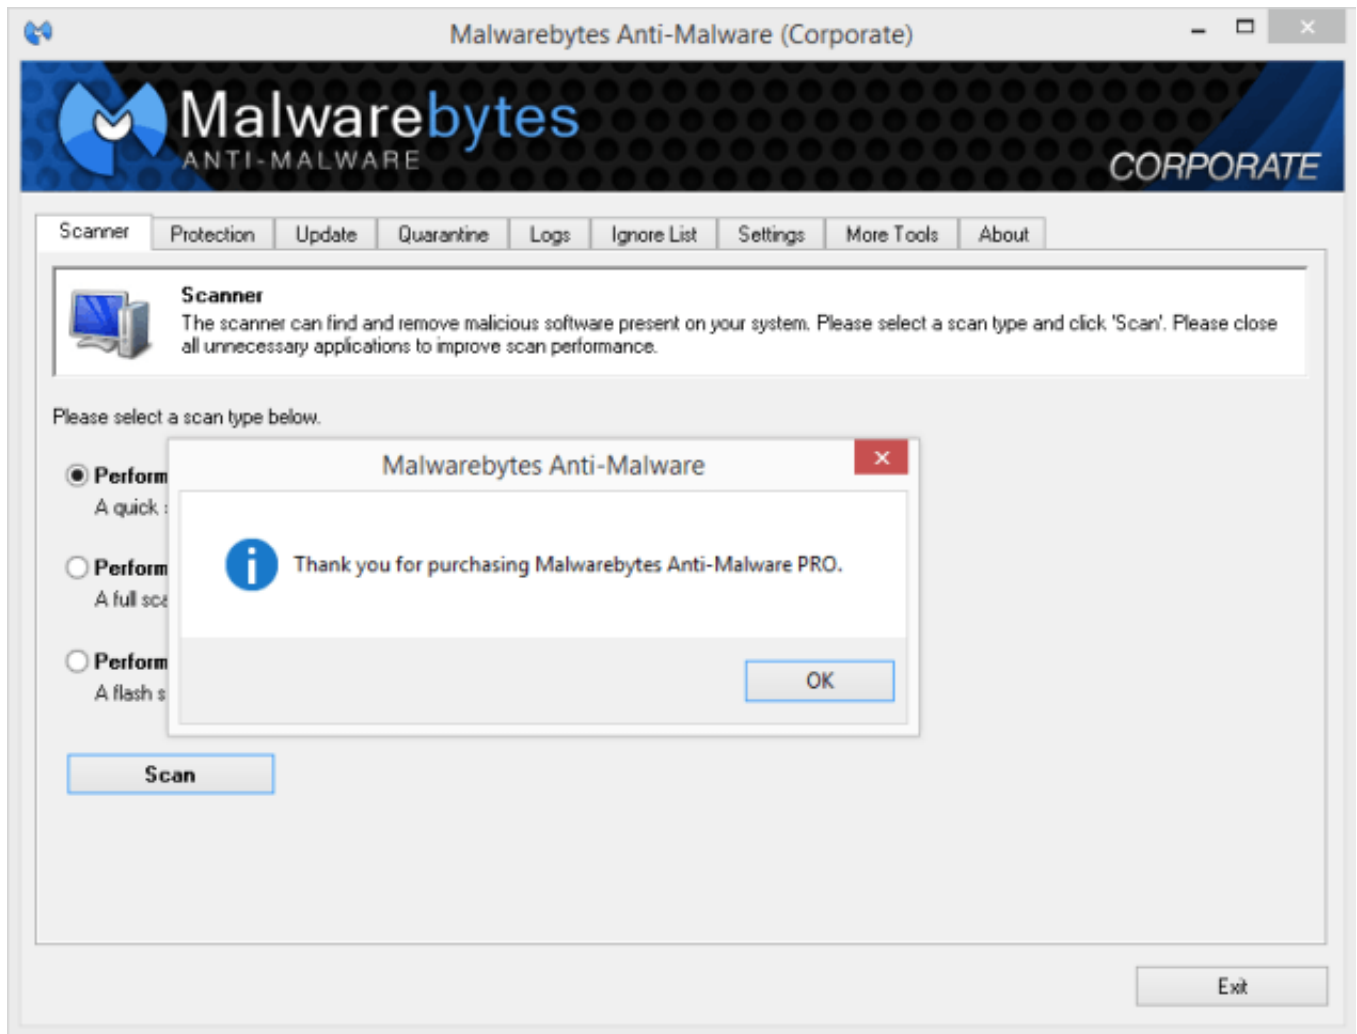 Malwarebytes Anti-Malware (Corporate)
Malwarebytes
ANTI-MALWARE
CORPORATE
Scanner Protection Update Quarantine Logs Ignore List Settings More Tools About
Scanner
The scanner can find and remove malicious software present on your system. Please select a scan type and click 'Scan'. Please close
all unnecessary applications to improve scan performance.
Please select a scan type below.
Perform
A quick
Perform
A full
Perform
A flash
Malwarebytes Anti-Malware
Thank you for purchasing Malwarebytes Anti-Malware PRO.
OK
Scan
Exit